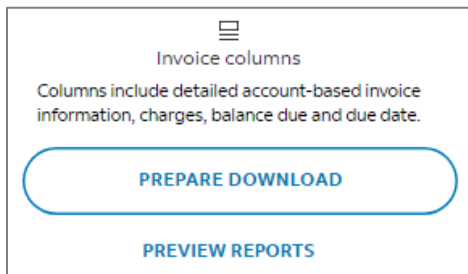 Invoice columns
Columns include detailed account-based invoice
information, charges, balance due and due date.
PREPARE DOWNLOAD
PREVIEW REPORTS